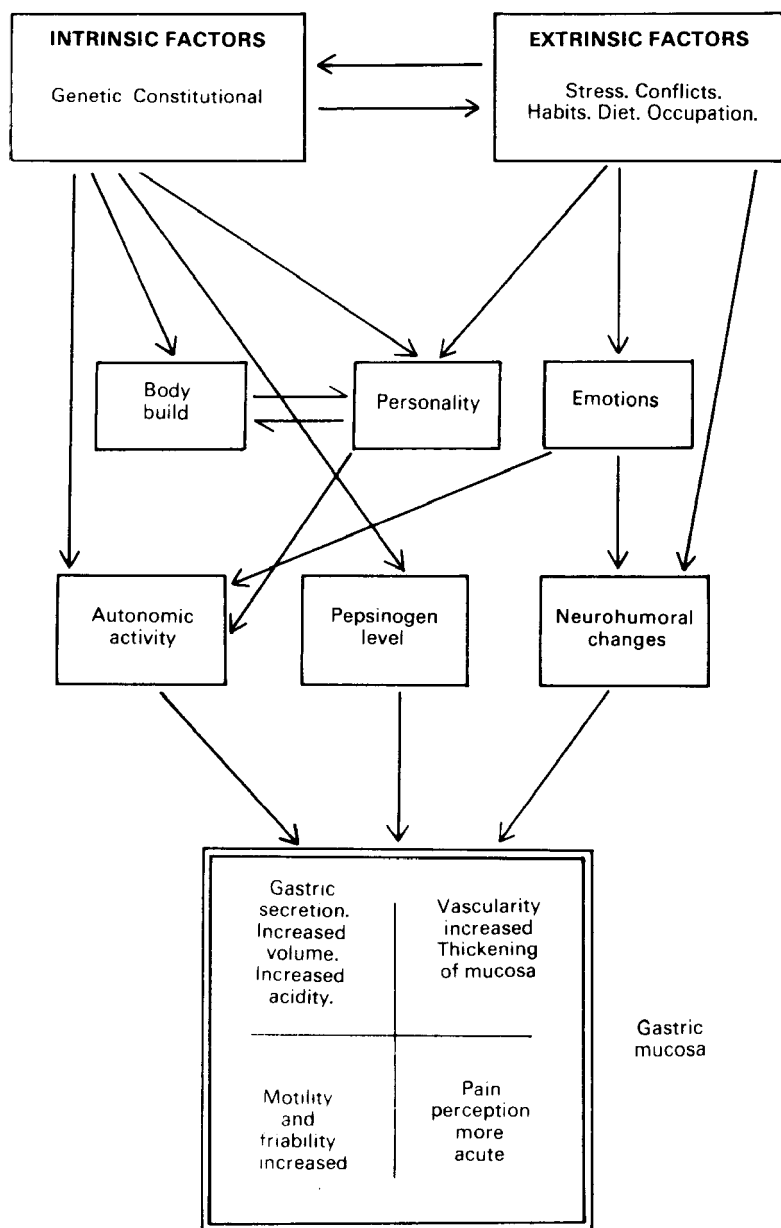 INTRINSIC FACTORS
Genetic Constitutional
EXTRINSIC FACTORS
Stress. Conflicts.
Habits. Diet. Occupation.
Body
build
Personality
Emotions
Autonomic
activity
Pepsinogen
level
Neurohumoral
changes
Gastric
secretion.
Increased
volume.
Increased
acidity.
Vascularity
increased
Thickening
of mucosa
Motility
and
friability
increased
Pain
perception
more
acute
Gastric
mucosa